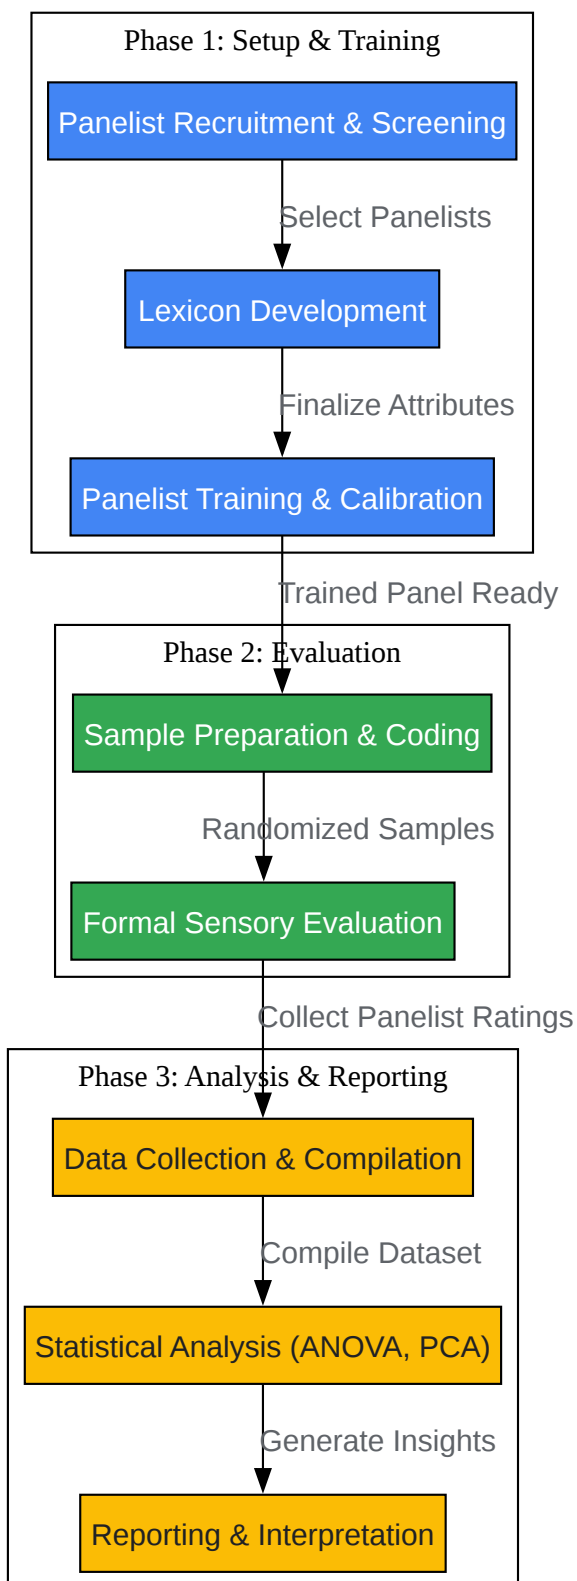 Phase 1: Setup & Training
Panelist Recruitment & Screening
Select Panelists
Lexicon Development
Finalize Attributes
Panelist Training & Calibration
Trained Panel Ready
Phase 2: Evaluation
Sample Preparation & Coding
Randomized Samples
Formal Sensory Evaluation
Collect Panelist Ratings
Phase 3: Analysis & Reporting
Data Collection & Compilation
Compile Dataset
Statistical Analysis (ANOVA, PCA)
Generate Insights
Reporting & Interpretation